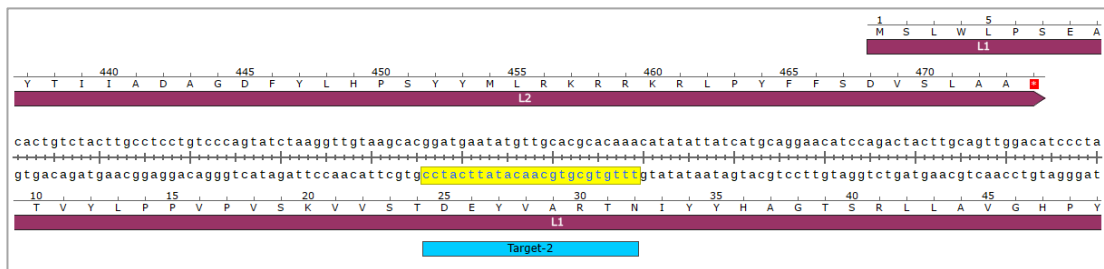 1 5
M S L W L P S E A
L1
440 445 450 455 460 465 470
Y T I I A D A G D F Y L H P S Y Y M L R K R R K R L P Y F F S D V S L A A *
L2
cactgtctacttgcctcctgtcccagtatctaaggttgtaagcacggatgaatatgttgcacgcacaaacatatattatcatgcaggaacatccagactacttgcagttggacatcccta
gtgacagatgaacggaggacagggtcatagattccaacattcgtgcctacttatacaacgtgcgtgtttgtatataatagtacgtccttgtaggtctgatgaacgtcaacctgtagggat
10 15 20 25 30 35 40 45
T V Y L P P V P V S K V V S T D E Y V A R T N I Y Y H A G T S R L L A V G H P Y
L1
Target-2